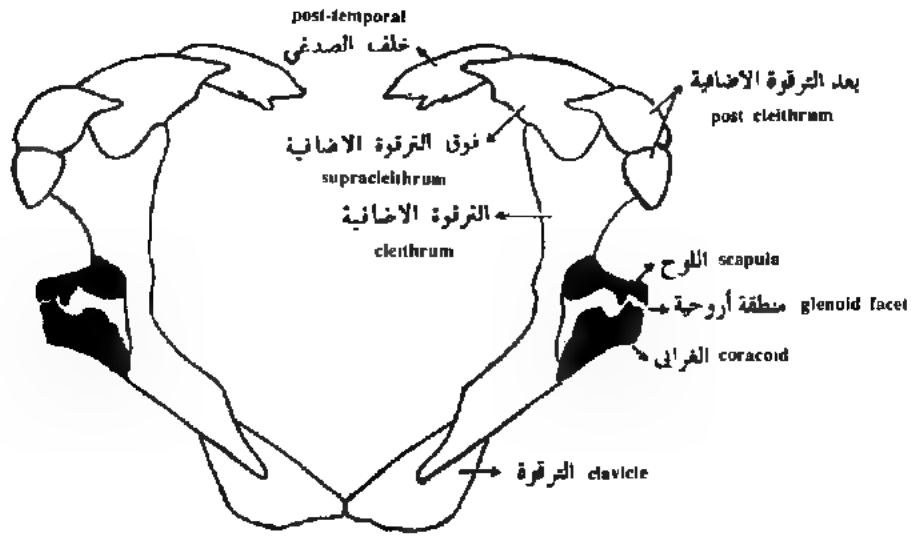 post-temporal
خلف الصدغي
بعد الترقوة الاضافية
post cleithrum
فوق الترقوة الاضافية
supracleithrum
الترقوة الاضافية
cleithrum
اللوح scapula
منطقة أروحية glenoid facet
الغرابي coracoid
الترقوة clavicle